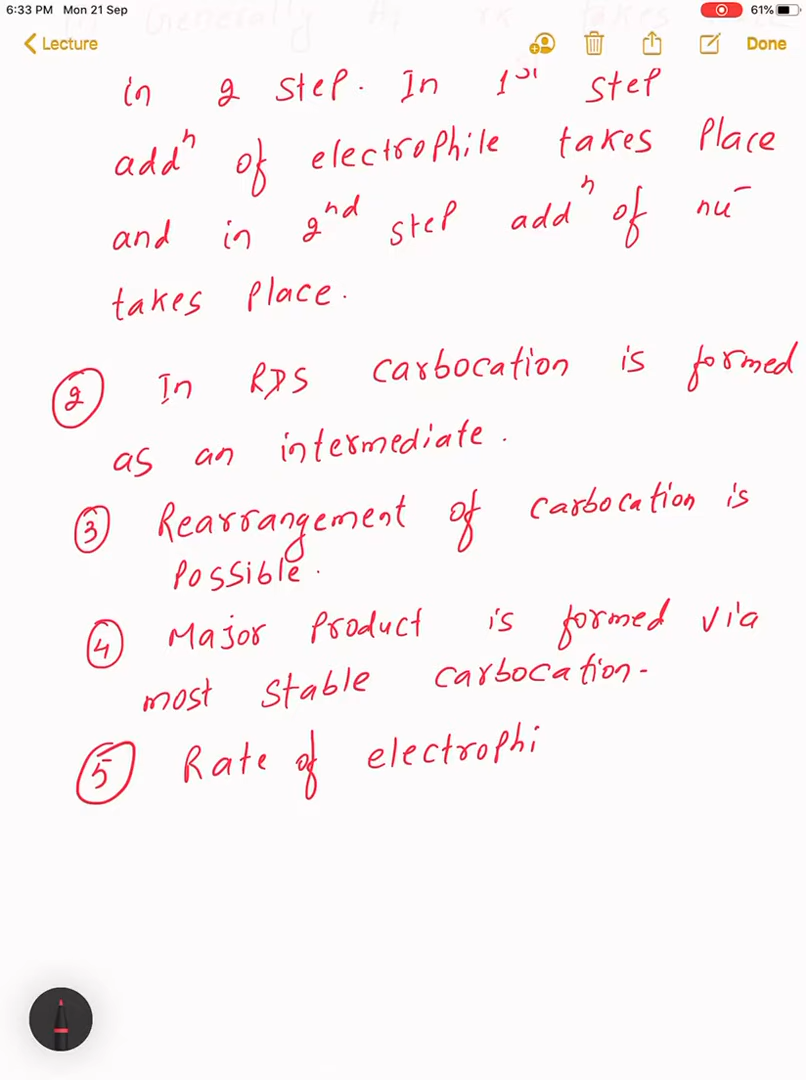 6:33 PM Mon 21 Sep
61%
Lecture
Done
Generally takes
in 2 step. In 1st step
addn of electrophile takes place
and in 2nd step addn of nu-
takes place.
2 In RDS carbocation is formed
as an intermediate.
3 Rearrangement of carbocation is
possible.
4 Major product is formed via
most stable carbocation-
5 Rate of electrophi